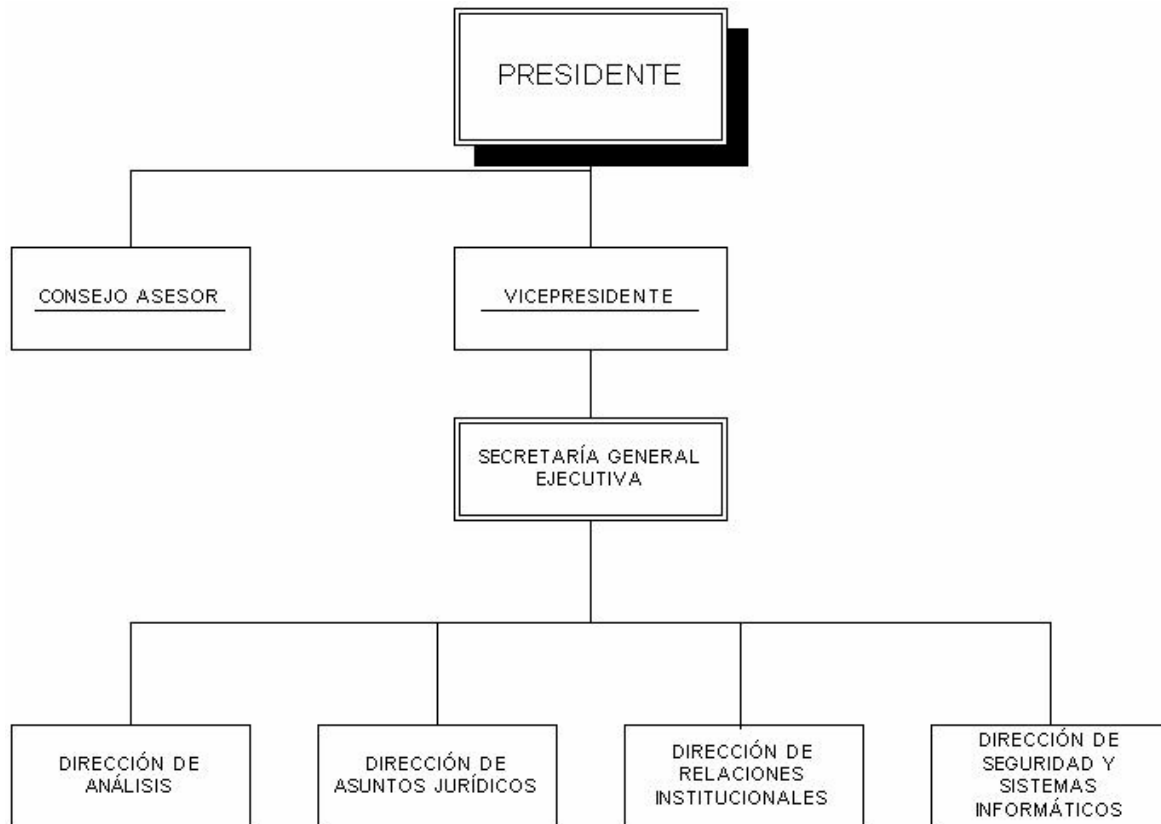 PRESIDENTE
CONSEJO ASESOR
VICEPRESIDENTE
SECRETARÍA GENERAL
EJECUTIVA
DIRECCIÓN DE
ANÁLISIS
DIRECCIÓN DE
ASUNTOS JURÍDICOS
DIRECCIÓN DE
RELACIONES
INSTITUCIONALES
DIRECCIÓN DE
SEGURIDAD Y
SISTEMAS
INFORMÁTICOS